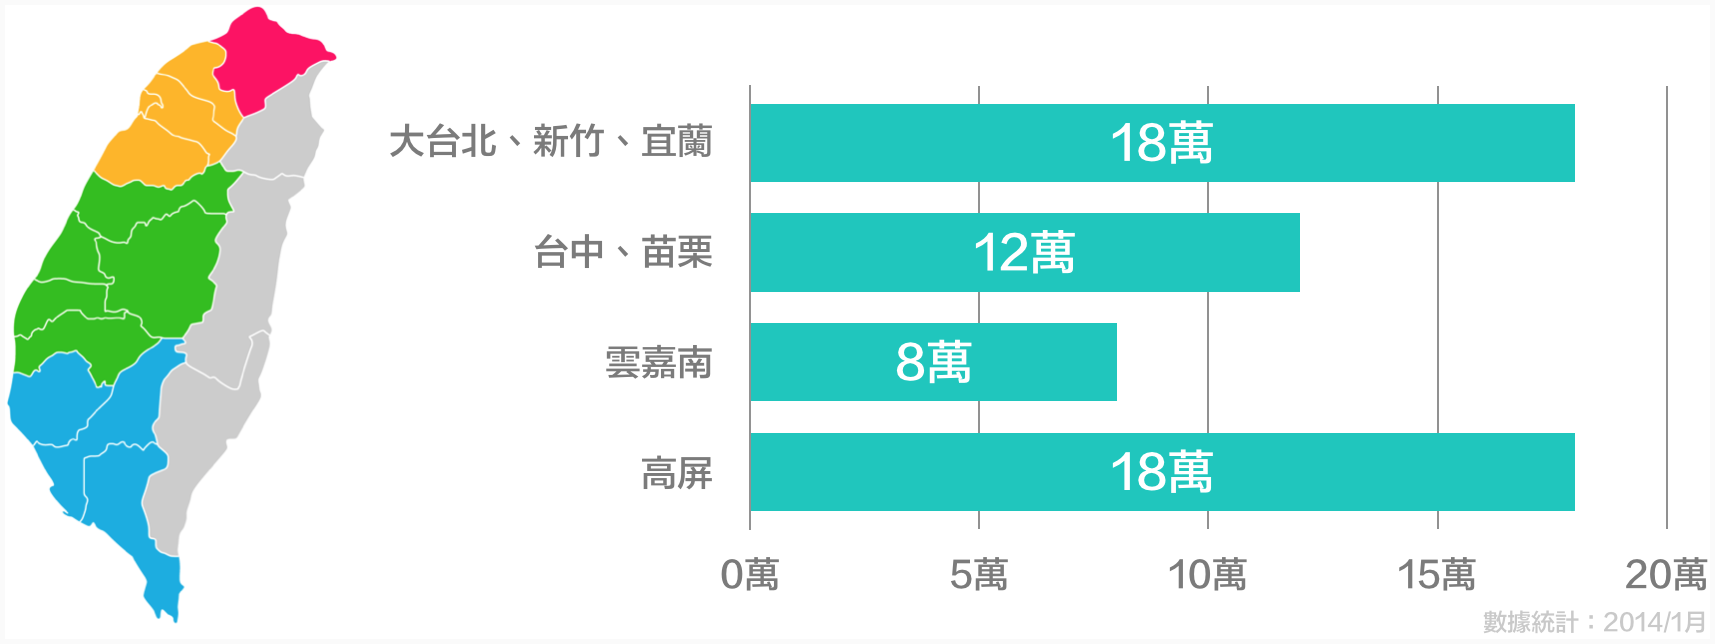 大台北、新竹、宜蘭
18萬
台中、苗栗
12萬
雲嘉南
8萬
高屏
18萬
0萬 5萬 10萬 15萬 20萬
數據統計：2014/1月